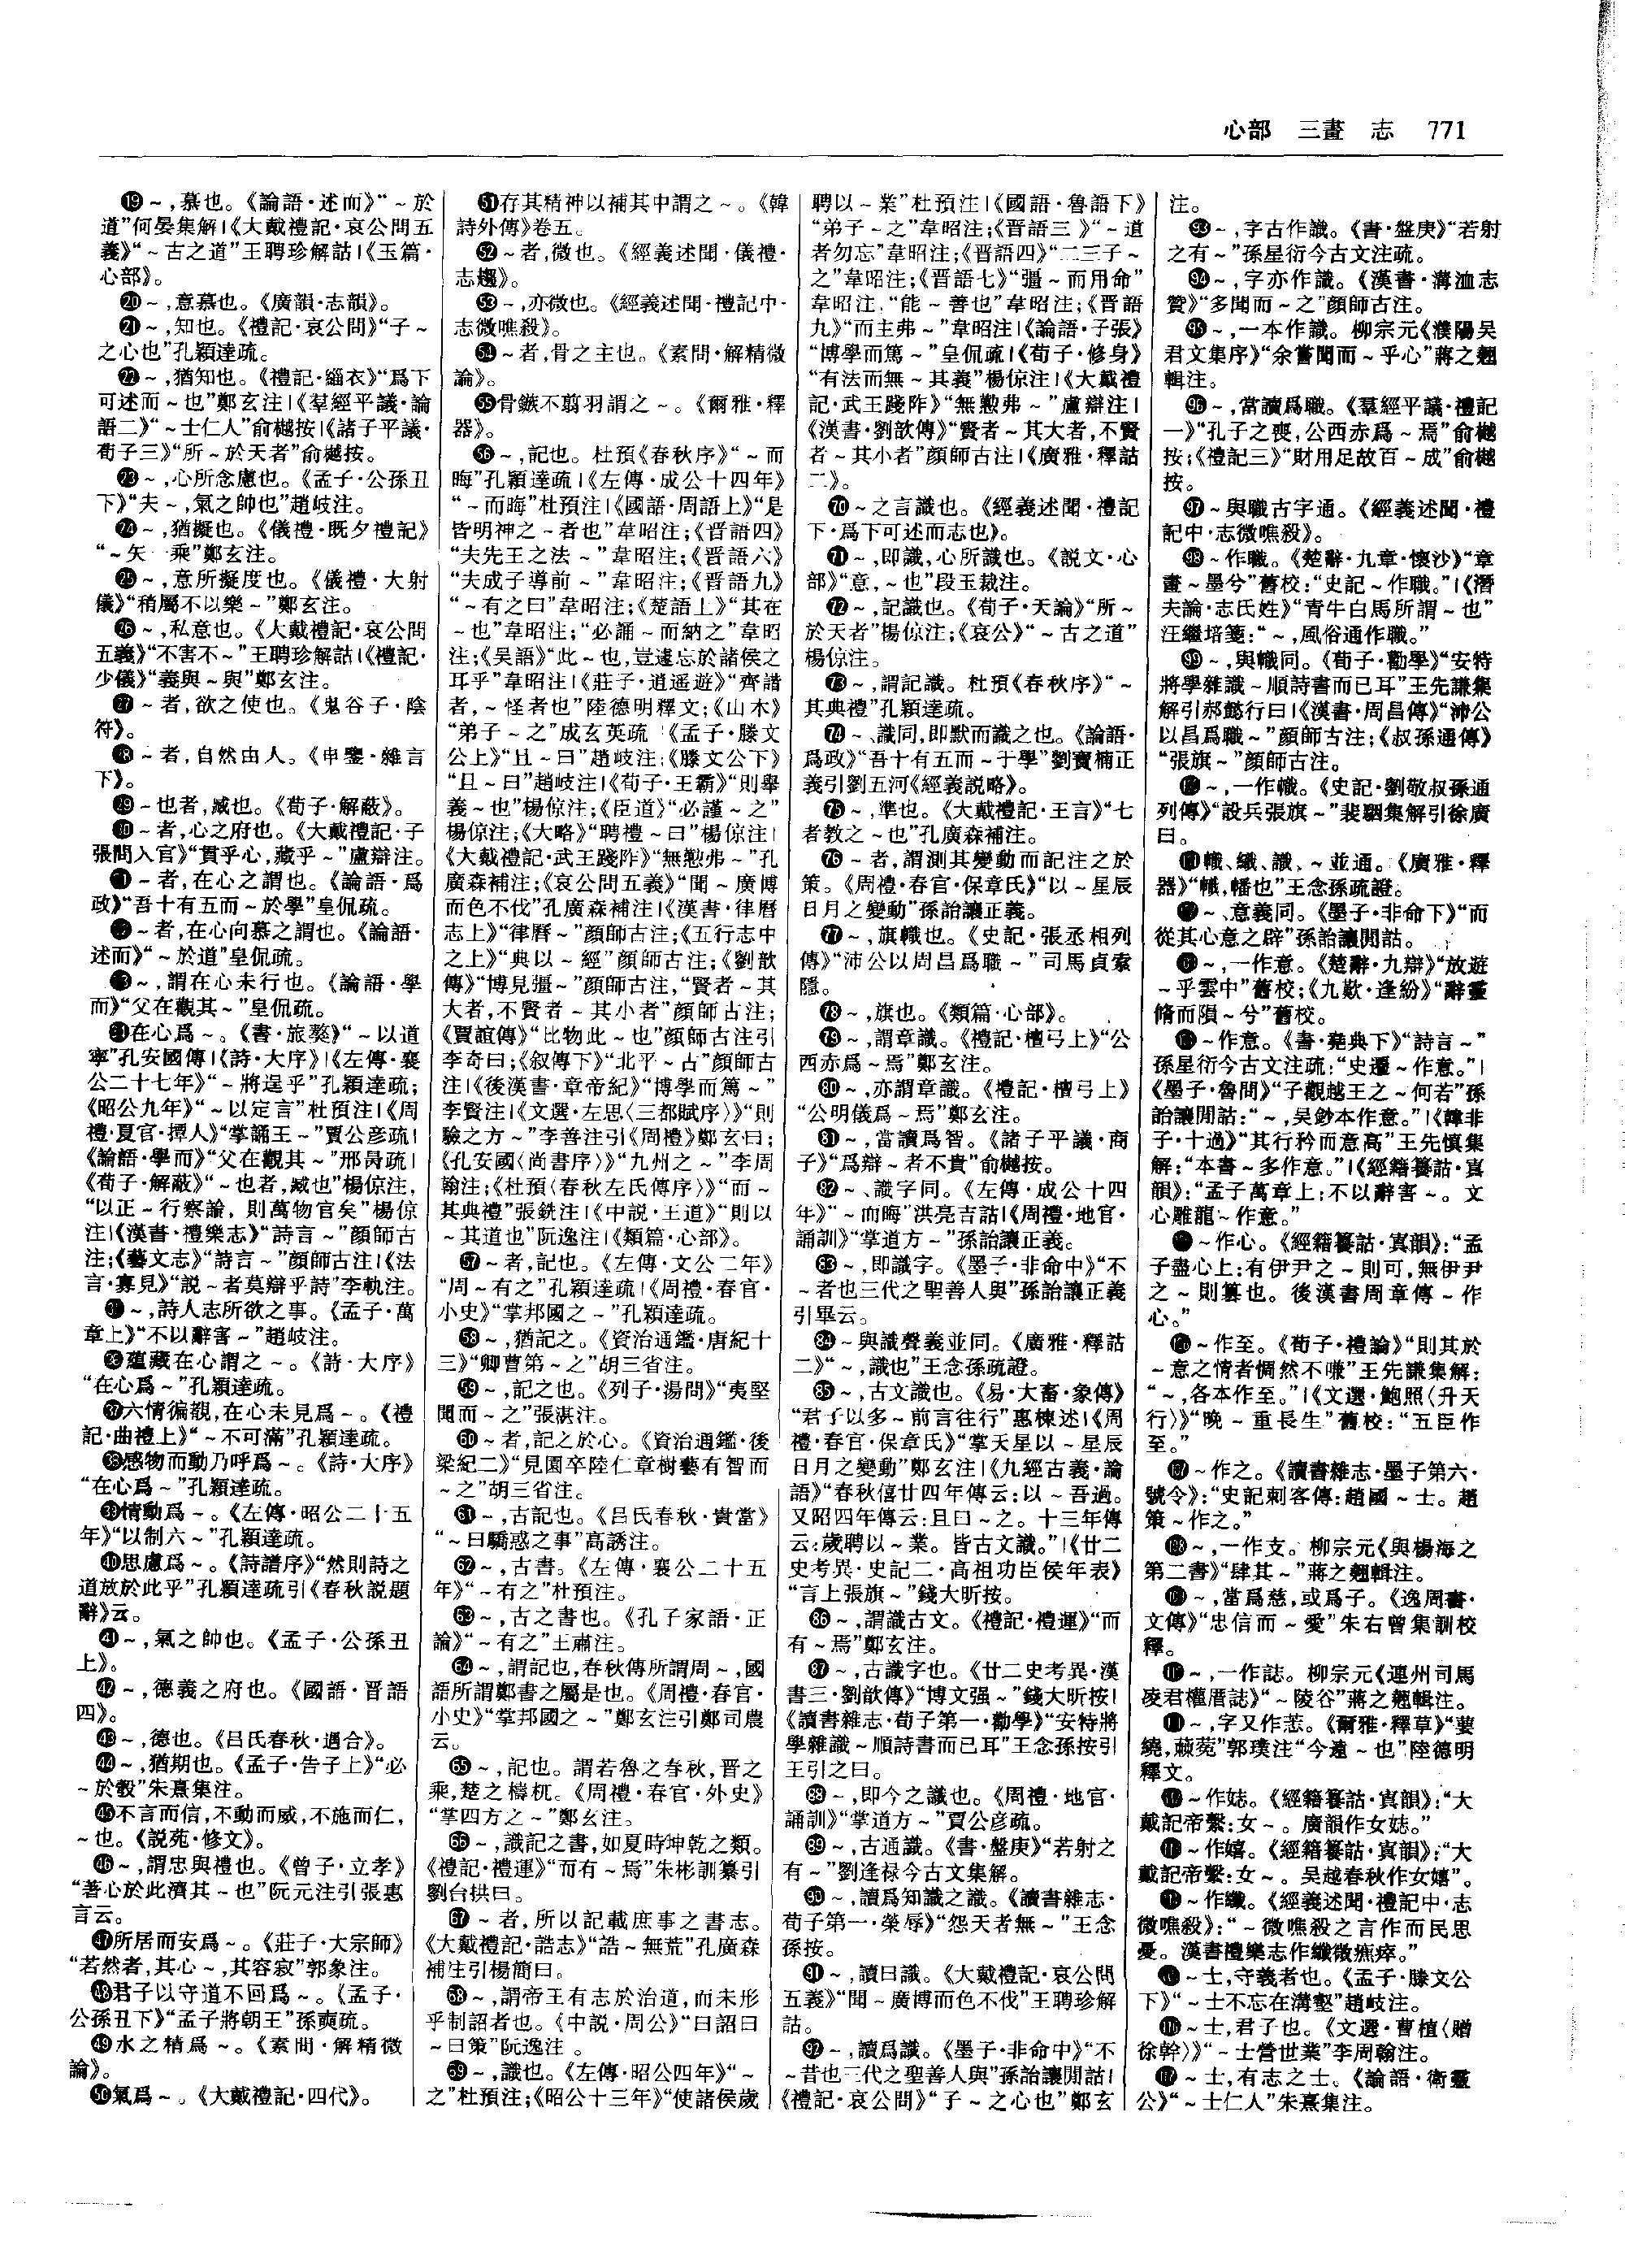 心部 三畫 志 771
⑲~,慕也。《論語·述而》“~於
道”何晏集解|《大戴禮記·哀公問五
義》“~古之道”王聘珍解詁|《玉篇·
心部》。
⑳~,意慕也。《廣韻·志韻》。
㉑~,知也。《禮記·哀公問》“子~
之心也”孔穎達疏。
㉒~,猶知也。《禮記·緇衣》“爲下
可述而~也”鄭玄注|《羣經平議·論
語二》“~士仁人”俞樾按|《諸子平議·
荀子三》“所~於天者”俞樾按。
㉓~,心所念慮也。《孟子·公孫丑
下》“夫~,氣之帥也”趙岐注。
㉔~,猶擬也。《儀禮·既夕禮記》
“~矢 乘”鄭玄注。
㉕~,意所擬度也。《儀禮·大射
儀》“稍屬不以樂~”鄭玄注。
㉖~,私意也。《大戴禮記·哀公問
五義》“不害不~”王聘珍解詁|《禮記·
少儀》“義與~與”鄭玄注。
㉗~者,欲之使也。《鬼谷子·陰
符》。
㉘~者,自然由人。《申鑒·雜言
下》。
㉙~也者,臧也。《荀子·解蔽》。
㉚~者,心之府也。《大戴禮記·子
張問入官》“貫乎心,藏乎~”盧辯注。
㉛~者,在心之謂也。《論語·爲
政》“吾十有五而~於學”皇侃疏。
㉜~者,在心向慕之謂也。《論語·
述而》“~於道”皇侃疏。
㉝~,謂在心未行也。《論語·學
而》“父在觀其~”皇侃疏。
㉞在心爲~。《書·旅獒》“~以道
寧”孔安國傳|《詩·大序》|《左傳·襄
公二十七年》“~將逞乎”孔穎達疏;
《昭公九年》“~以定言”杜預注|《周
禮·夏官·撢人》“掌誦王~”賈公彦疏|
《論語·學而》“父在觀其~”邢昺疏|
《荀子·解蔽》“~也者,臧也”楊倞注,
“以正~行察論,則萬物官矣”楊倞
注|《漢書·禮樂志》“詩言~”顏師古
注;《藝文志》“詩言~”顏師古注|《法
言·寡見》“説~者莫辯乎詩”李軌注。
㉟~,詩人志所欲之事。《孟子·萬
章上》“不以辭害~”趙岐注。
㊱蘊藏在心謂之~。《詩·大序》
“在心爲~”孔穎達疏。
㊲六情徧覩,在心未見爲~。《禮
記·曲禮上》“~不可滿”孔穎達疏。
㊳感物而動乃呼爲~。《詩·大序》
“在心爲~”孔穎達疏。
㊴情動爲~。《左傳·昭公二十五
年》“以制六~”孔穎達疏。
㊵思慮爲~。《詩譜序》“然則詩之
道放於此乎”孔穎達疏引《春秋説題
辭》云。
㊶~,氣之帥也。《孟子·公孫丑
上》。
㊷~,德義之府也。《國語·晋語
四》。
㊸~,德也。《吕氏春秋·遇合》。
㊹~,猶期也。《孟子·告子上》“必
~於彀”朱熹集注。
㊺不言而信,不動而威,不施而仁,
~也。《説苑·修文》。
㊻~,謂忠與禮也。《曾子·立孝》
“著心於此濟其~也”阮元注引張惠
言云。
㊼所居而安爲~。《莊子·大宗師》
“若然者,其心~,其容寂”郭象注。
㊽君子以守道不回爲~。《孟子·
公孫丑下》“孟子將朝王”孫奭疏。
㊾水之精爲~。《素問·解精微
論》。
㊿氣爲~。《大戴禮記·四代》。
51存其精神以補其中謂之~。《韓
詩外傳》卷五。
52~者,微也。《經義述聞·儀禮·
志趨》。
53~,亦微也。《經義述聞·禮記中·
志微噍殺》。
54~者,骨之主也。《素問·解精微
論》。
55骨鏃不翦羽謂之~。《爾雅·釋
器》。
56~,記也。杜預《春秋序》“~而
晦”孔穎達疏|《左傳·成公十四年》
“~而晦”杜預注|《國語·周語上》“是
皆明神之~者也”韋昭注;《晋語四》
“夫先王之法~”韋昭注;《晋語六》
“夫成子導前~”韋昭注;《晋語九》
“~有之曰”韋昭注;《楚語上》“其在
~也”韋昭注;“必誦~而納之”韋昭
注;《吴語》“此~也,豈遽忘於諸侯之
耳乎”韋昭注|《莊子·逍遥遊》“齊諧
者,~怪者也”陸德明釋文;《山木》
“弟子~之”成玄英疏 《孟子·滕文
公上》“且~曰”趙岐注;《滕文公下》
“且~曰”趙岐注|《荀子·王霸》“則舉
義~也”楊倞注;《臣道》“必謹~之”
楊倞注;《大略》“聘禮~曰”楊倞注|
《大戴禮記·武王踐阼》“無懃弗~”孔
廣森補注;《哀公問五義》“聞~廣博
而色不伐”孔廣森補注|《漢書·律曆
志上》“律曆~”顏師古注;《五行志中
之上》“典以~經”顏師古注;《劉歆
傳》“博見彊~”顏師古注,“賢者~其
大者,不賢者~其小者”顏師古注;
《賈誼傳》“比物此~也”顏師古注引
李奇曰;《叙傳下》“北平~古”顏師古
注|《後漢書·章帝紀》“博學而篤~”
李賢注|《文選·左思〈三都賦序〉》“則
驗之方~”李善注引《周禮》鄭玄曰;
《孔安國〈尚書序〉》“九州之~”李周
翰注;《杜預〈春秋左氏傳序〉》“而~
其典禮”張銑注|《中説·王道》“則以
~其道也”阮逸注|《類篇·心部》。
57~者,記也。《左傳·文公二年》
“周~有之”孔穎達疏|《周禮·春官·
小史》“掌邦國之~”孔穎達疏。
58~,猶記之。《資治通鑑·唐紀十
三》“卿曹第~之”胡三省注。
59~,記之也。《列子·湯問》“夷堅
聞而~之”張湛注。
60~者,記之於心。《資治通鑑·後
梁紀二》“見園卒陸仁章樹藝有智而
~之”胡三省注。
61~,古記也。《吕氏春秋·貴當》
“~曰驕惑之事”高誘注。
62~,古書。《左傳·襄公二十五
年》“~有之”杜預注。
63~,古之書也。《孔子家語·正
論》“~有之”王肅注。
64~,謂記也,春秋傳所謂周~,國
語所謂鄭書之屬是也。《周禮·春官·
小史》“掌邦國之~”鄭玄注引鄭司農
云。
65~,記也。謂若魯之春秋,晋之
乘,楚之檮杌。《周禮·春官·外史》
“掌四方之~”鄭玄注。
66~,識記之書,如夏時坤乾之類。
《禮記·禮運》“而有~焉”朱彬訓纂引
劉台拱曰。
67~者,所以記載庶事之書志。
《大戴禮記·誥志》“誥~無荒”孔廣森
補注引楊簡曰。
68~,謂帝王有志於治道,而未形
乎制詔者也。《中説·周公》“曰詔曰
~曰策”阮逸注。
69~,識也。《左傳·昭公四年》“~
之”杜預注;《昭公十三年》“使諸侯歲
聘以~業”杜預注|《國語·魯語下》
“弟子~之”韋昭注;《晋語三》“~道
者勿忘”韋昭注;《晋語四》“二三子~
之”韋昭注;《晋語七》“彊~而用命”
韋昭注,“能~善也”韋昭注;《晋語
九》“而主弗~”韋昭注|《論語·子張》
“博學而篤~”皇侃疏|《荀子·修身》
“有法而無~其義”楊倞注|《大戴禮
記·武王踐阼》“無懃弗~”盧辯注|
《漢書·劉歆傳》“賢者~其大者,不賢
者~其小者”顏師古注|《廣雅·釋詁
二》。
70~之言識也。《經義述聞·禮記
下·爲下可述而志也》。
71~,即識,心所識也。《説文·心
部》“意,~也”段玉裁注。
72~,記識也。《荀子·天論》“所~
於天者”楊倞注;《哀公》“~古之道”
楊倞注。
73~,謂記識。杜預《春秋序》“~
其典禮”孔穎達疏。
74~、識同,即默而識之也。《論語·
爲政》“吾十有五而~于學”劉寶楠正
義引劉五河《經義説略》。
75~,準也。《大戴禮記·王言》“七
者教之~也”孔廣森補注。
76~者,謂測其變動而記注之於
策。《周禮·春官·保章氏》“以~星辰
日月之變動”孫詒讓正義。
77~,旗幟也。《史記·張丞相列
傳》“沛公以周昌爲職~”司馬貞索
隱。
78~,旗也。《類篇·心部》。
79~,謂章識。《禮記·檀弓上》“公
西赤爲~焉”鄭玄注。
80~,亦謂章識。《禮記·檀弓上》
“公明儀爲~焉”鄭玄注。
81~,當讀爲智。《諸子平議·商
子》“爲辯~者不貴”俞樾按。
82~、識字同。《左傳·成公十四
年》“~而晦”洪亮吉詁|《周禮·地官·
誦訓》“掌道方~”孫詒讓正義。
83~,即識字。《墨子·非命中》“不
~者也三代之聖善人與”孫詒讓正義
引畢云。
84~與識聲義並同。《廣雅·釋詁
二》“~,識也”王念孫疏證。
85~,古文識也。《易·大畜·象傳》
“君子以多~前言往行”惠棟述|《周
禮·春官·保章氏》“掌天星以~星辰
日月之變動”鄭玄注|《九經古義·論
語》“春秋僖廿四年傳云:以~吾過。
又昭四年傳云:且曰~之。十三年傳
云:歲聘以~業。皆古文識。”|《廿二
史考異·史記二·高祖功臣侯年表》
“言上張旗~”錢大昕按。
86~,謂識古文。《禮記·禮運》“而
有~焉”鄭玄注。
87~,古識字也。《廿二史考異·漢
書三·劉歆傳》“博文强~”錢大昕按|
《讀書雜志·荀子第一·勸學》“安特將
學雜識~順詩書而已耳”王念孫按引
王引之曰。
88~,即今之識也。《周禮·地官·
誦訓》“掌道方~”賈公彦疏。
89~,古通識。《書·盤庚》“若射之
有~”劉逢禄今古文集解。
90~,讀爲知識之識。《讀書雜志·
荀子第一·榮辱》“怨天者無~”王念
孫按。
91~,讀曰識。《大戴禮記·哀公問
五義》“聞~廣博而色不伐”王聘珍解
詁。
92~,讀爲識。《墨子·非命中》“不
~昔也三代之聖善人與”孫詒讓閒詁|
《禮記·哀公問》“子~之心也”鄭玄
注。
93~,字古作識。《書·盤庚》“若射
之有~”孫星衍今古文注疏。
94~,字亦作識。《漢書·溝洫志
贊》“多聞而~之”顏師古注。
95~,一本作識。柳宗元《濮陽吴
君文集序》“余嘗聞而~乎心”蔣之翹
輯注。
96~,當讀爲職。《羣經平議·禮記
一》“孔子之喪,公西赤爲~焉”俞樾
按;《禮記三》“財用足故百~成”俞樾
按。
97~與職古字通。《經義述聞·禮
記中·志微噍殺》。
98~作職。《楚辭·九章·懷沙》“章
畫~墨兮”舊校:“史記~作職。”|《潛
夫論·志氏姓》“青牛白馬所謂~也”
汪繼培箋:“~,風俗通作職。”
99~,與幟同。《荀子·勸學》“安特
將學雜識~順詩書而已耳”王先謙集
解引郝懿行曰|《漢書·周昌傳》“沛公
以昌爲職~”顏師古注;《叔孫通傳》
“張旗~”顏師古注。
100~,一作幟。《史記·劉敬叔孫通
列傳》“設兵張旗~”裴駰集解引徐廣
曰。
101幟、織、識、~並通。《廣雅·釋
器》“幟,幡也”王念孫疏證。
102~、意義同。《墨子·非命下》“而
從其心意之辟”孫詒讓閒詁。
103~,一作意。《楚辭·九辯》“放遊
~乎雲中”舊校;《九歎·逢紛》“辭靈
脩而隕~兮”舊校。
104~作意。《書·堯典下》“詩言~”
孫星衍今古文注疏:“史遷~作意。”|
《墨子·魯問》“子觀越王之~何若”孫
詒讓閒詁:“~,吴鈔本作意。”|《韓非
子·十過》“其行矜而意高”王先慎集
解:“本書~多作意。”|《經籍籑詁·寘
韻》:“孟子萬章上:不以辭害~。文
心雕龍~作意。”
105~作心。《經籍籑詁·寘韻》:“孟
子盡心上:有伊尹之~則可,無伊尹
之~則篡也。後漢書周章傳~作
心。”
106~作至。《荀子·禮論》“則其於
~意之情者惆然不嗛”王先謙集解:
“~,各本作至。”|《文選·鮑照〈升天
行〉》“晚~重長生”舊校:“五臣作
至。”
107~作之。《讀書雜志·墨子第六·
號令》:“史記刺客傳:趙國~士。趙
策~作之。”
108~,一作支。柳宗元《與楊海之
第二書》“肆其~”蔣之翹輯注。
109~,當爲慈,或爲子。《逸周書·
文傳》“忠信而~愛”朱右曾集訓校
釋。
110~,一作誌。柳宗元《連州司馬
凌君權厝誌》“~陵谷”蔣之翹輯注。
111~,字又作莣。《爾雅·釋草》“葽
繞,蕀蒬”郭璞注“今遠~也”陸德明
釋文。
112~作娡。《經籍籑詁·寘韻》:“大
戴記帝繫:女~。廣韻作女娡。”
113~作嬉。《經籍籑詁·寘韻》:“大
戴記帝繫:女~。吴越春秋作女嬉”。
114~作纖。《經義述聞·禮記中·志
微噍殺》:“~微噍殺之言作而民思
憂。漢書禮樂志作纖微癄瘁。”
115~士,守義者也。《孟子·滕文公
下》“~士不忘在溝壑”趙岐注。
116~士,君子也。《文選·曹植〈贈
徐幹〉》“~士營世業”李周翰注。
117~士,有志之士。《論語·衛靈
公》“~士仁人”朱熹集注。